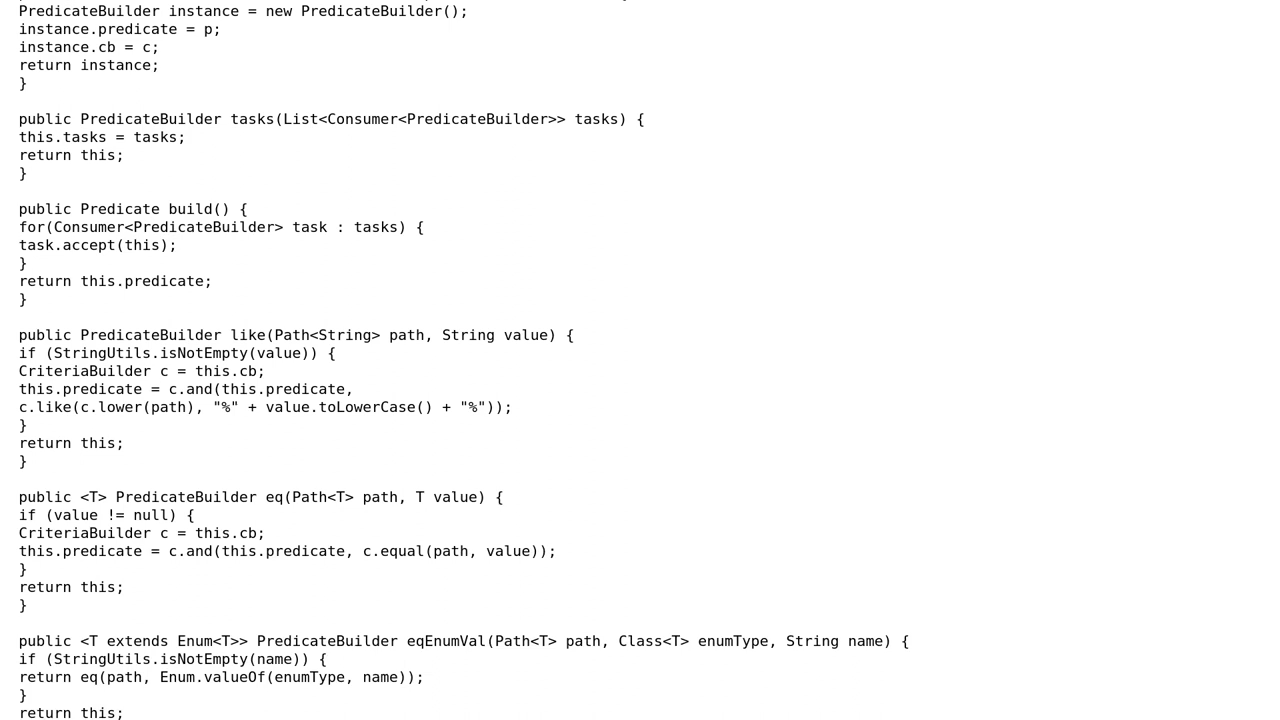 PredicateBuilder instance = new PredicateBuilder();
instance.predicate = p;
instance.cb = c;
return instance;
}
public PredicateBuilder tasks(List<Consumer<PredicateBuilder>> tasks) {
this.tasks = tasks;
return this;
}
public Predicate build() {
for(Consumer<PredicateBuilder> task : tasks) {
task.accept(this);
}
return this.predicate;
}
public PredicateBuilder like(Path<String> path, String value) {
if (StringUtils.isNotEmpty(value)) {
CriteriaBuilder c = this.cb;
this.predicate = c.and(this.predicate,
c.like(c.lower(path), "%" + value.toLowerCase() + "%"));
}
return this;
}
public <T> PredicateBuilder eq(Path<T> path, T value) {
if (value != null) {
CriteriaBuilder c = this.cb;
this.predicate = c.and(this.predicate, c.equal(path, value));
}
return this;
}
public <T extends Enum<T>> PredicateBuilder eqEnumVal(Path<T> path, Class<T> enumType, String name) {
if (StringUtils.isNotEmpty(name)) {
return eq(path, Enum.valueOf(enumType, name));
}
return this;